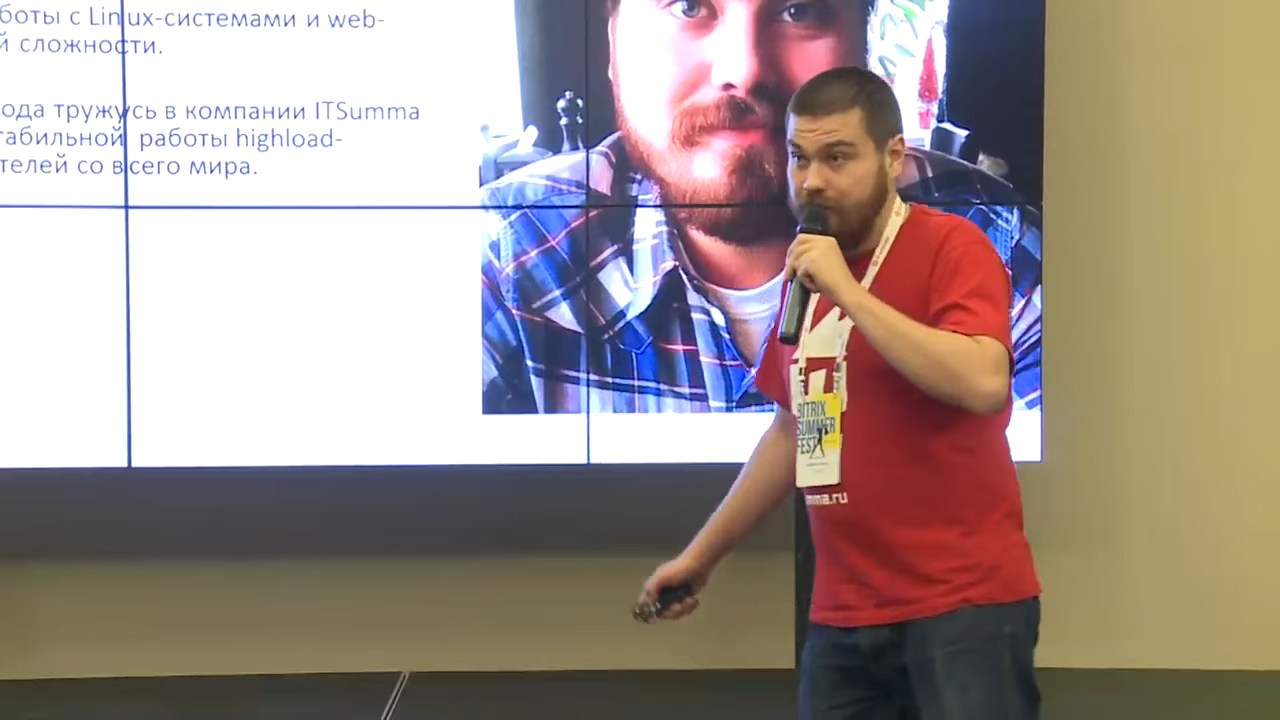 боты с Linux-системами и web-
й сложности.
ода тружусь в компании ITSumma
табильной работы highload-
телей со всего мира.
BITRIX
SUMMER
FEST
mma.ru